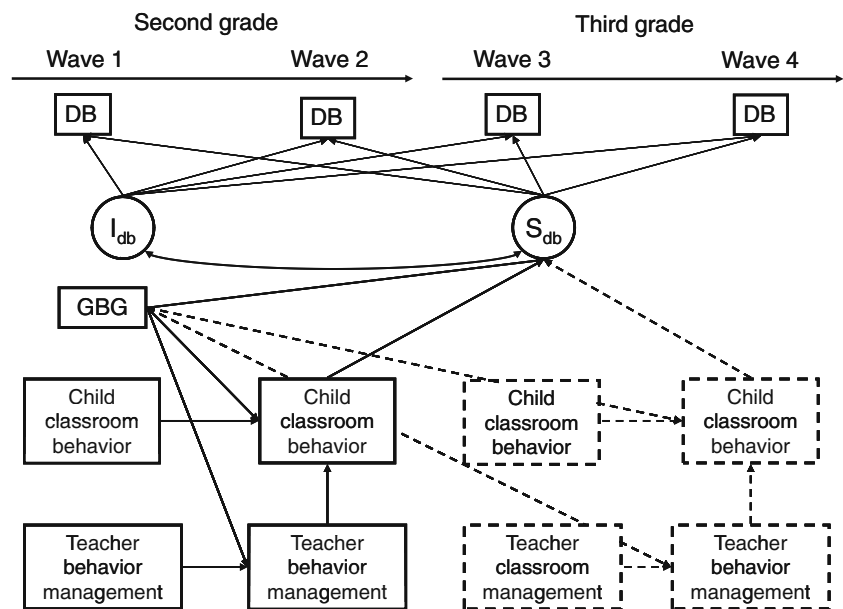 Second grade
Third grade
Wave 1
Wave 2
Wave 3
Wave 4
DB
DB
DB
DB
I db
S db
GBG
Child
classroom
behavior
Child
classroom
behavior
Child
classroom
behavior
Child
classroom
behavior
Teacher
behavior
management
Teacher
behavior
management
Teacher
classroom
management
Teacher
behavior
management